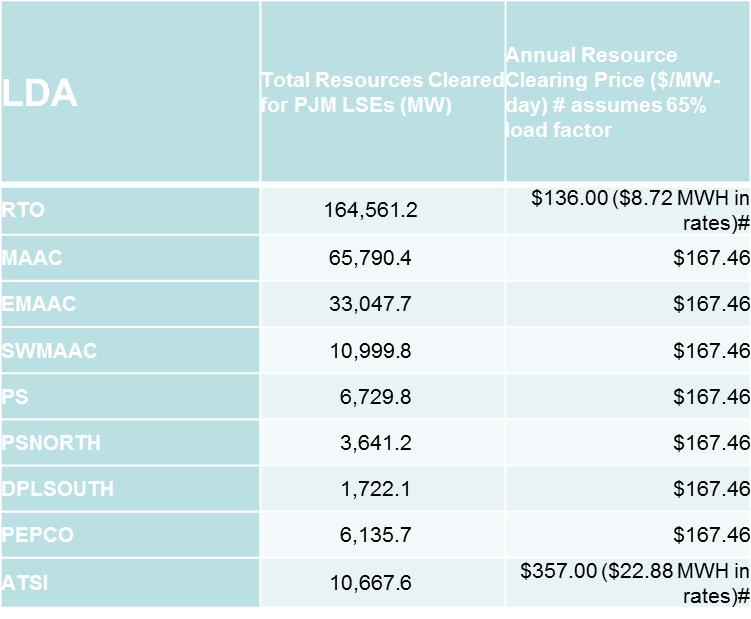 LDA
Total Resources Cleared
for PJM LSEs (MW)
Annual Resource
Clearing Price ($/MW-
day) # assumes 65%
load factor
RTO
164,561.2
$136.00 ($8.72 MWH in
rates)#
MAAC
65,790.4
$167.46
EMAAC
33,047.7
$167.46
SWMAAC
10,999.8
$167.46
PS
6,729.8
$167.46
PSNORTH
3,641.2
$167.46
DPLSOUTH
1,722.1
$167.46
PEPCO
6,135.7
$167.46
ATSI
10,667.6
$357.00 ($22.88 MWH in
rates)#